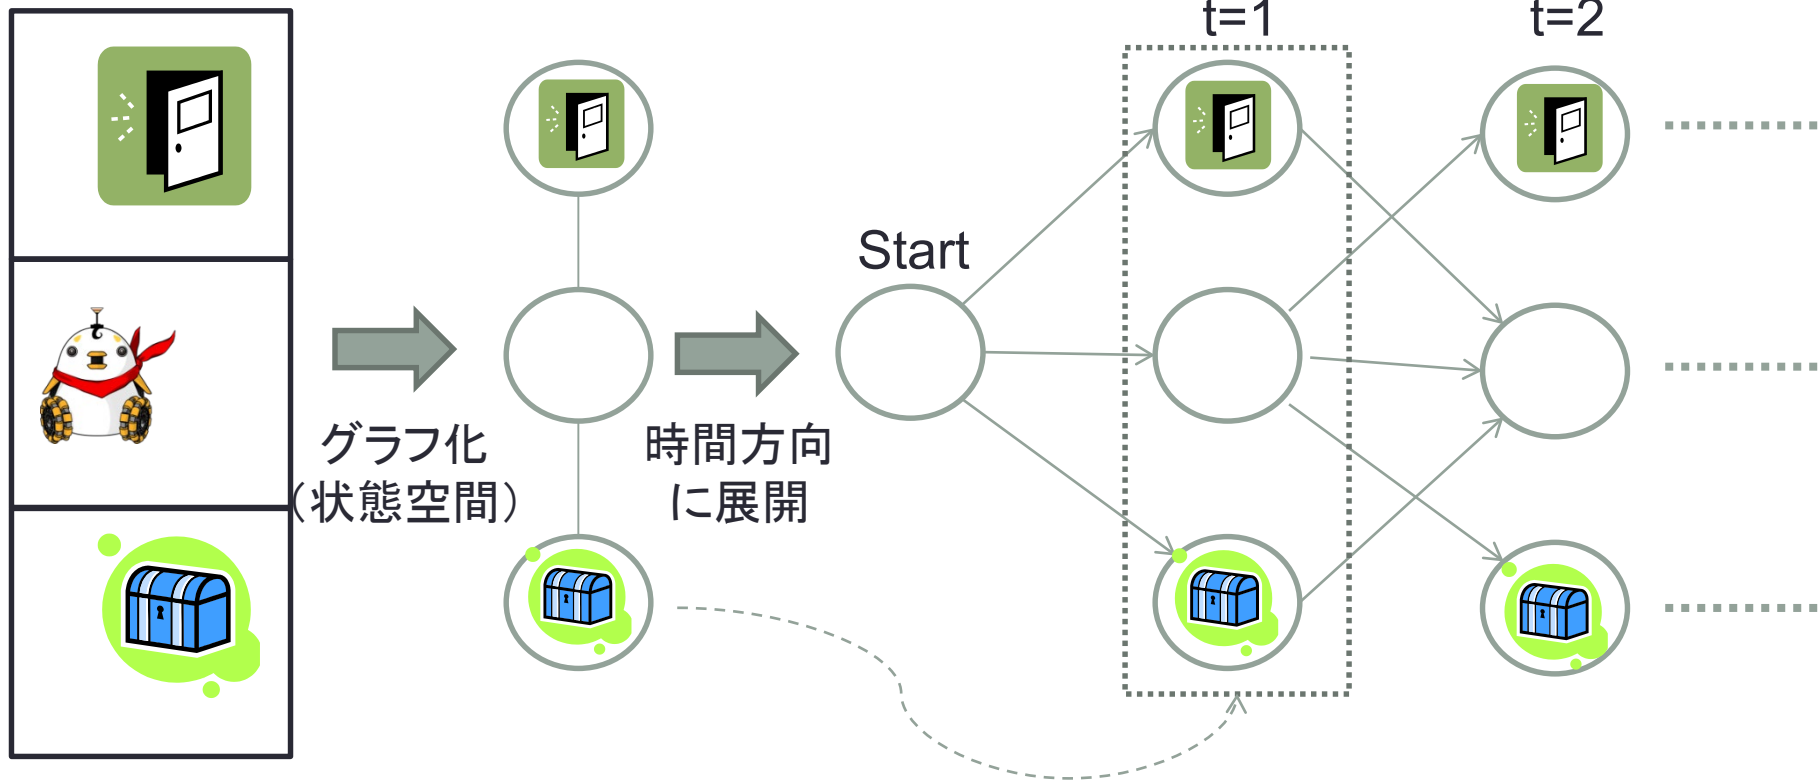 t=1
t=2
Start
グラフ化
（状態空間）
時間方向
に展開